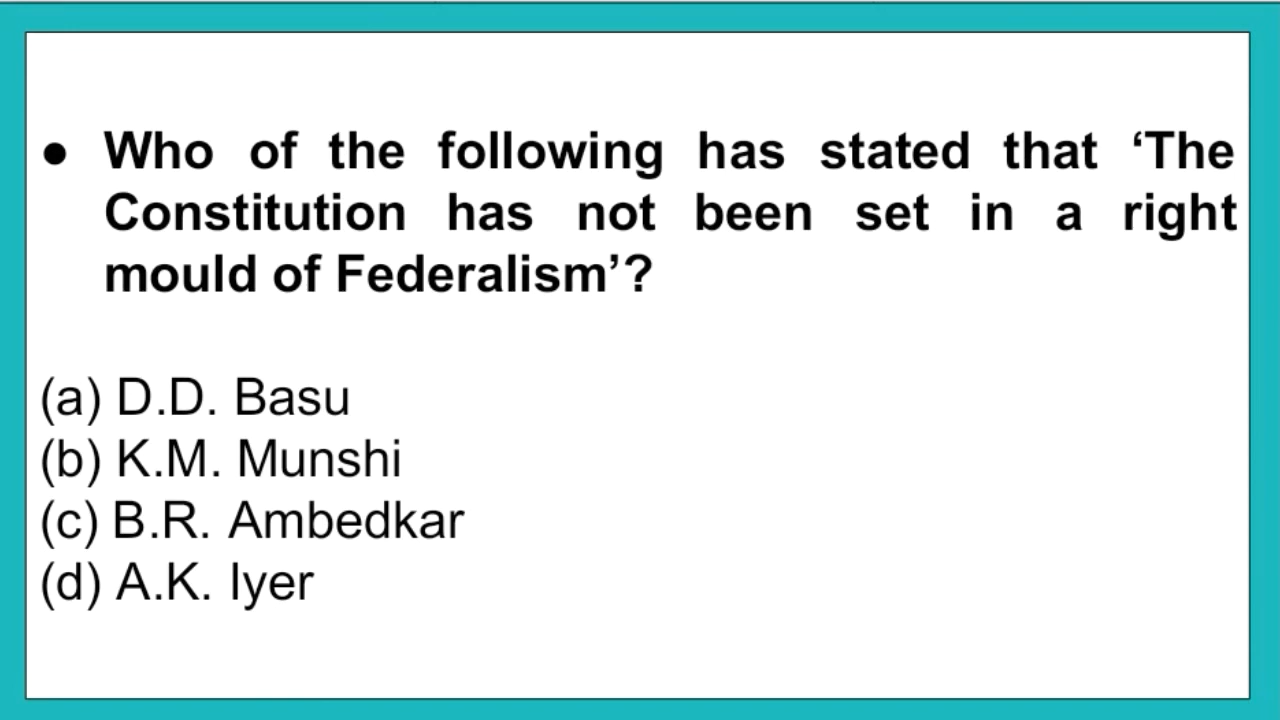 ● Who of the following has stated that ‘The
Constitution has not been set in a right
mould of Federalism’?
(a) D.D. Basu
(b) K.M. Munshi
(c) B.R. Ambedkar
(d) A.K. Iyer